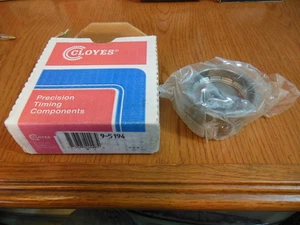 CLOYES
Precision
Timing
Components
9-5194